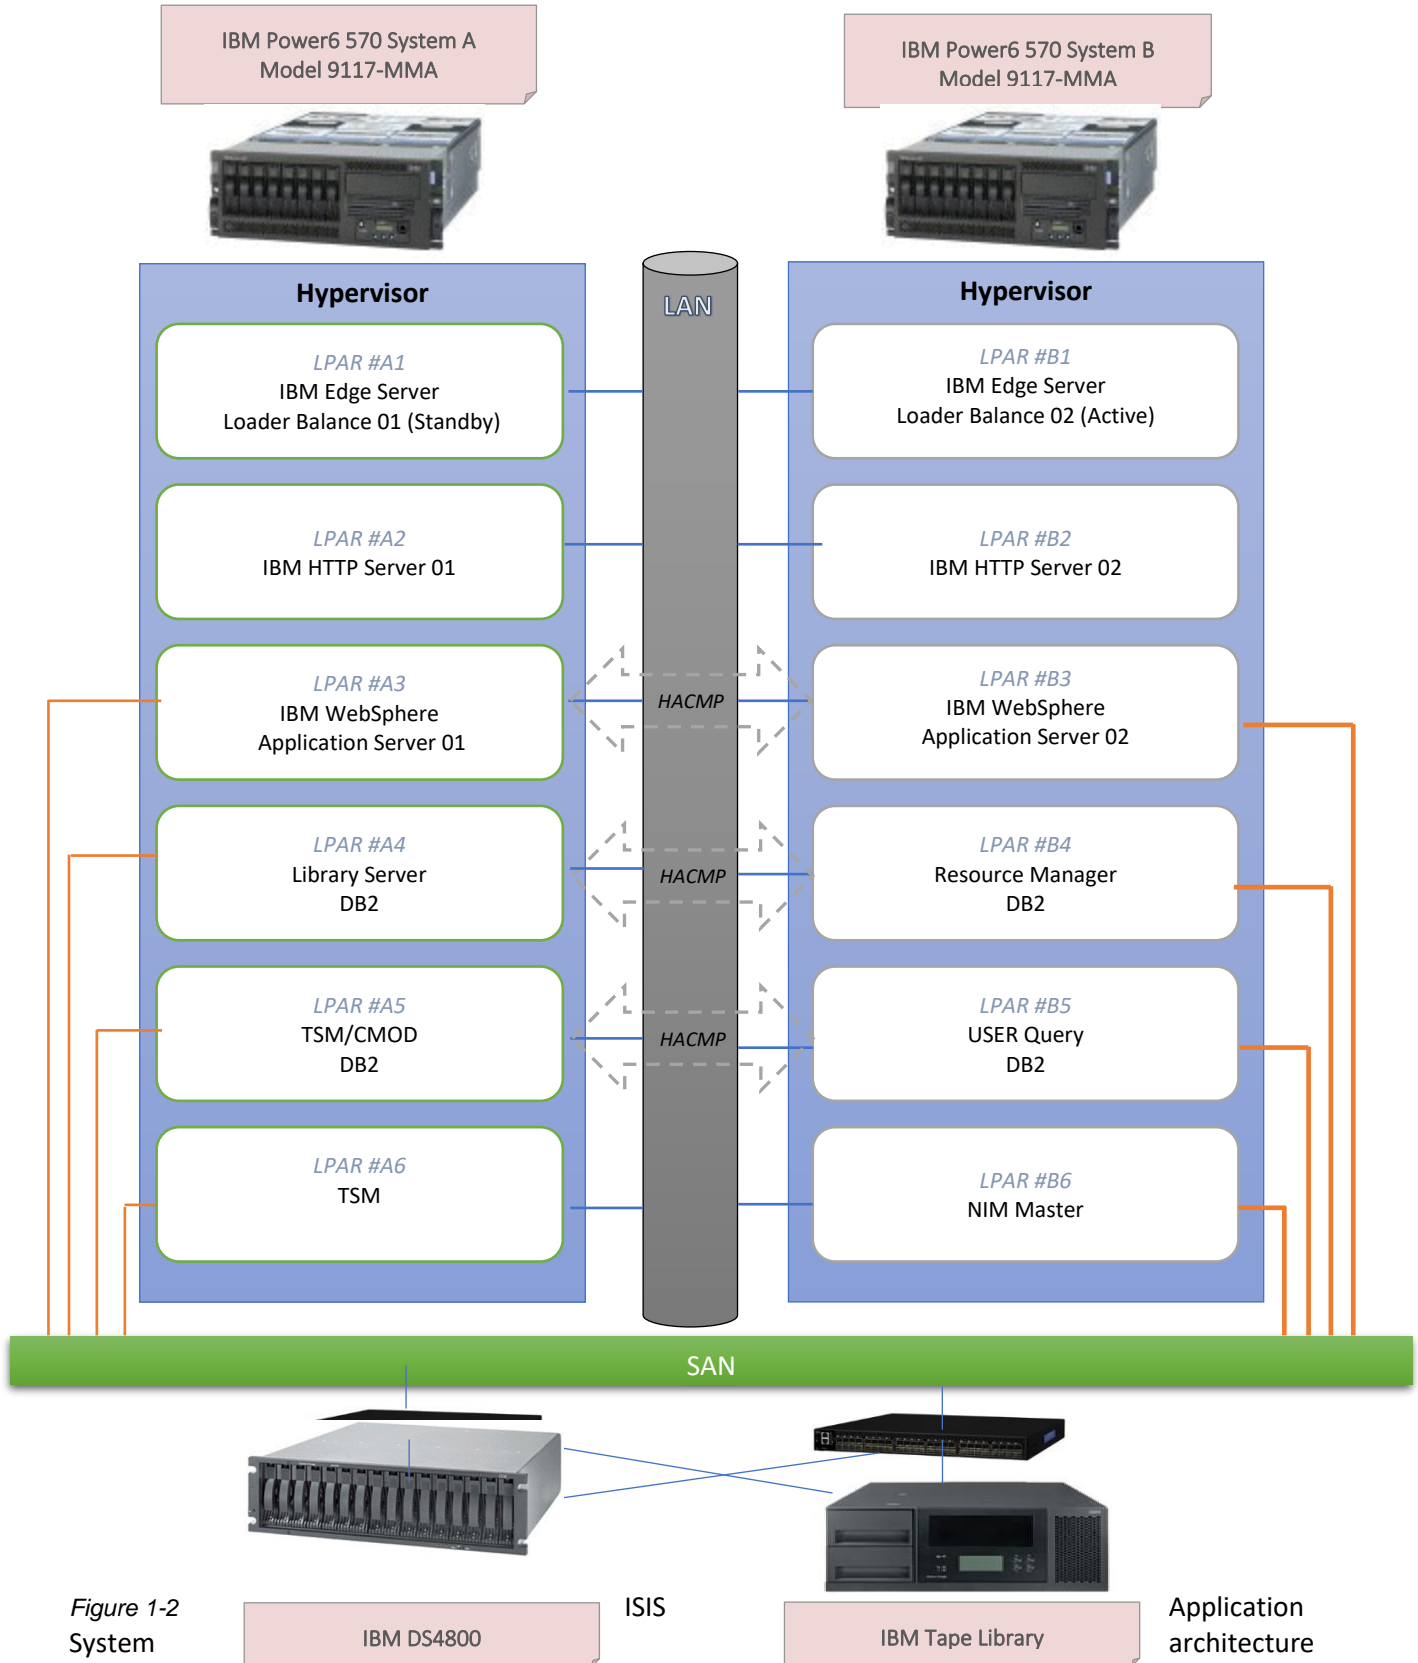 IBM Power6 570 System A
Model 9117-MMA
IBM Power6 570 System B
Model 9117-MMA
Hypervisor
LPAR #A1
IBM Edge Server
Loader Balance 01 (Standby)
LPAR #A2
IBM HTTP Server 01
LPAR #A3
IBM WebSphere
Application Server 01
LPAR #A4
Library Server
DB2
LPAR #A5
TSM/CMOD
DB2
LPAR #A6
TSM
LAN
HACMP
HACMP
HACMP
Hypervisor
LPAR #B1
IBM Edge Server
Loader Balance 02 (Active)
LPAR #B2
IBM HTTP Server 02
LPAR #B3
IBM WebSphere
Application Server 02
LPAR #B4
Resource Manager
DB2
LPAR #B5
USER Query
DB2
LPAR #B6
NIM Master
SAN
Figure 1-2 ISIS Application
System architecture
IBM DS4800
IBM Tape Library